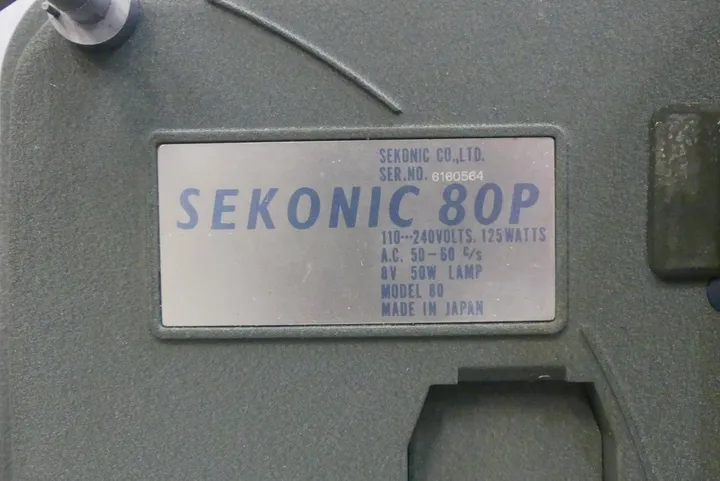 SEKONIC CO.,LTD.
SER.NO. 6160564
SEKONIC 80P
110···240VOLTS. 125WATTS
A.C. 50-60 C/s
8V 50W LAMP
MODEL 80
MADE IN JAPAN